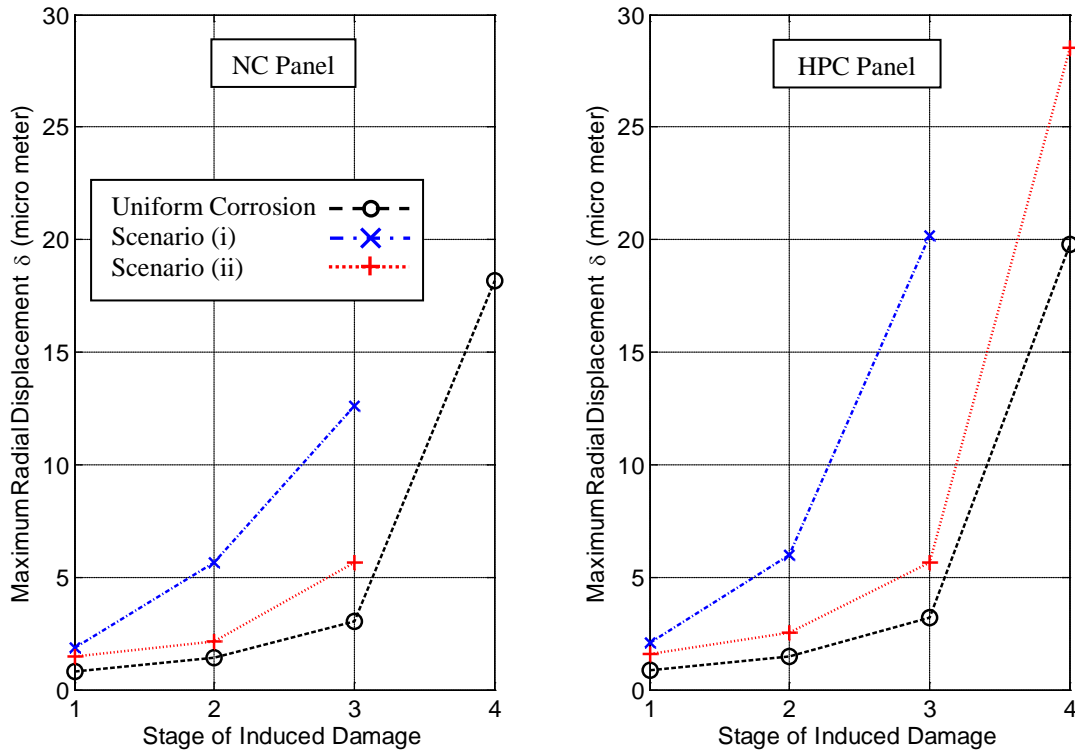 NC Panel
Uniform Corrosion
Scenario (i)
Scenario (ii)
Maximum Radial Displacement δ (micro meter)
30
25
20
15
10
5
0
1 2 3 4
Stage of Induced Damage
HPC Panel
Maximum Radial Displacement δ (micro meter)
30
25
20
15
10
5
0
1 2 3 4
Stage of Induced Damage